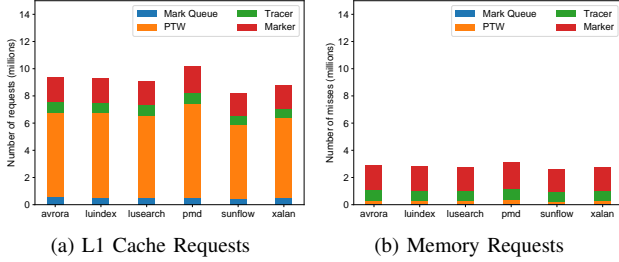 Number of requests (millions)
14
12
10
8
6
4
2
0
Mark Queue
PTW
Tracer
Marker
avrora luindex lusearch pmd sunflow xalan
(a) L1 Cache Requests
Number of misses (millions)
14
12
10
8
6
4
2
0
Mark Queue
PTW
Tracer
Marker
avrora luindex lusearch pmd sunflow xalan
(b) Memory Requests